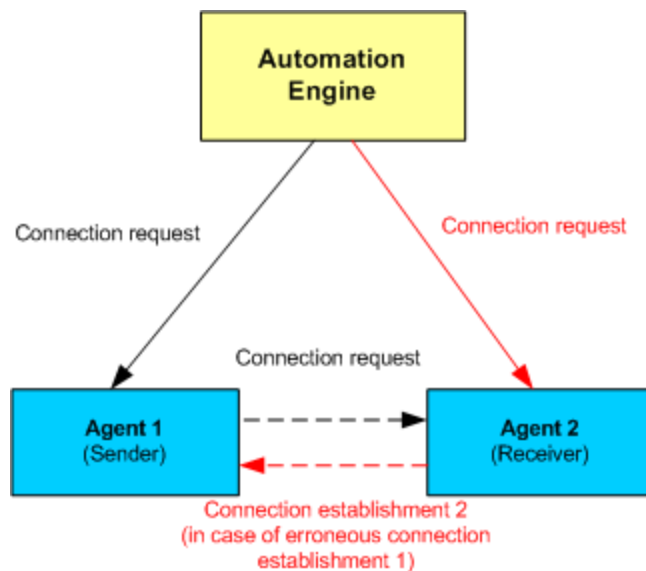 Automation
Engine
Connection request
Connection request
Connection request
Agent 1
(Sender)
Agent 2
(Receiver)
Connection establishment 2
(in case of erroneous connection
establishment 1)